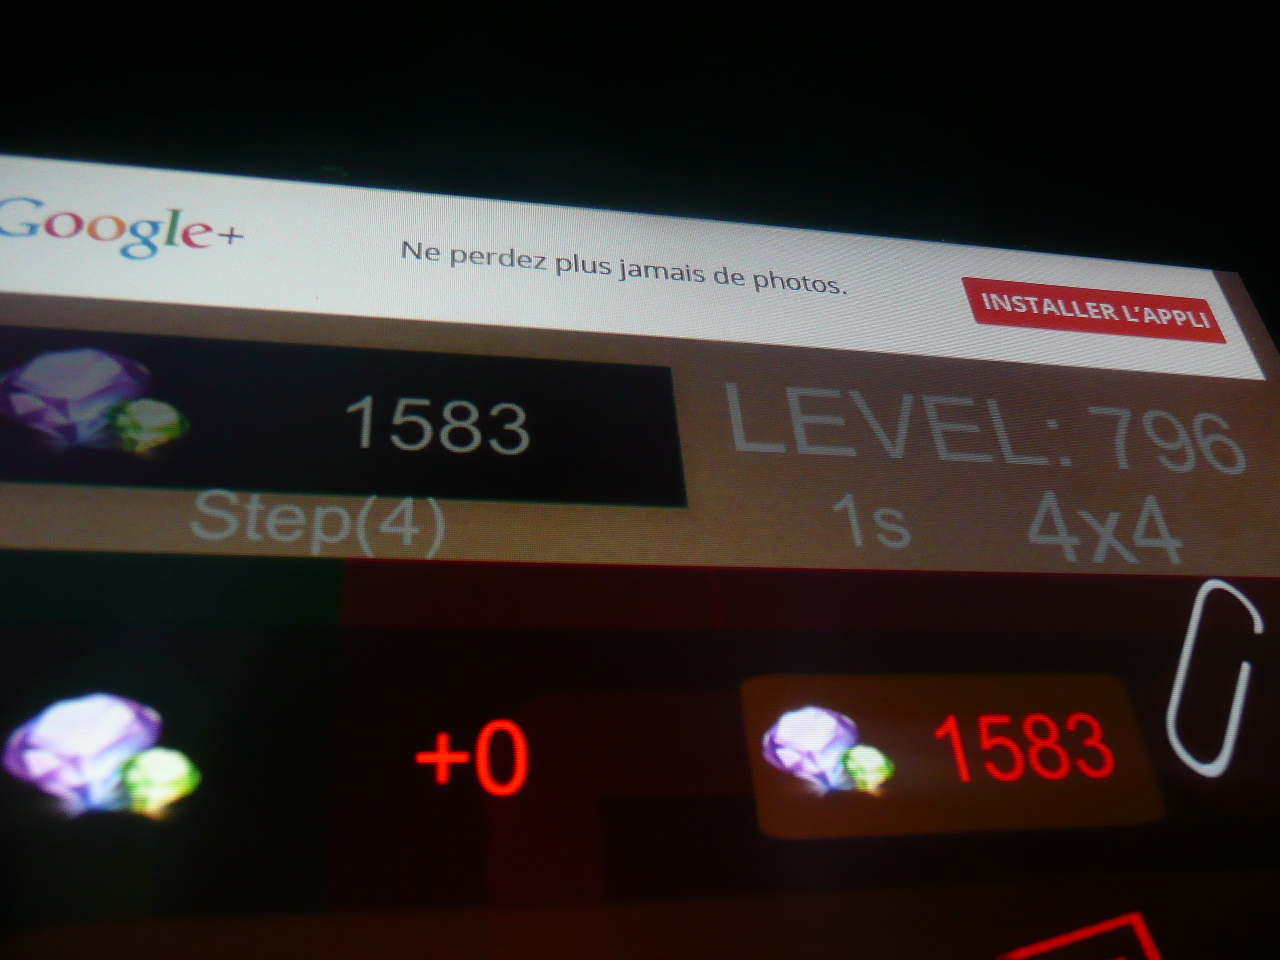 Google+
Ne perdez plus jamais de photos.
INSTALLER L'APPLI
1583
LEVEL: 796
Step(4)
1s
4x4
+0
1583